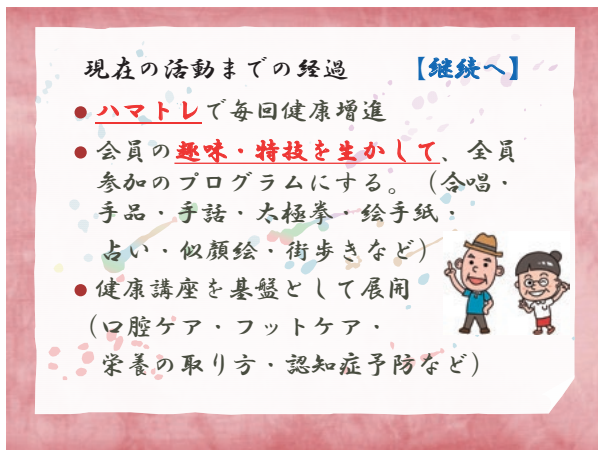 現在の活動までの経過 【継続へ】
● ハマトレで毎回健康増進
● 会員の趣味・特技を生かして、全員
参加のプログラムにする。（合唱・
手品・手話・太極拳・絵手紙・
占い・似顔絵・街歩きなど）
● 健康講座を基盤として展開
（口腔ケア・フットケア・
栄養の取り方・認知症予防など）